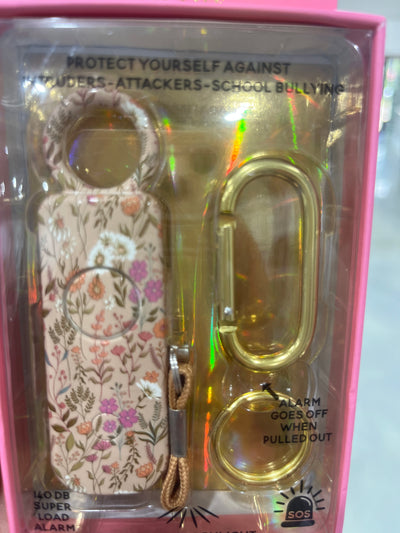 PROTECT YOURSELF AGAINST
INTRUDERS-ATTACKERS-SCHOOL BULLYING
ALARM
GOES OFF
WHEN
PULLED OUT
140 DB
SUPER
LOAD
ALARM
SOS